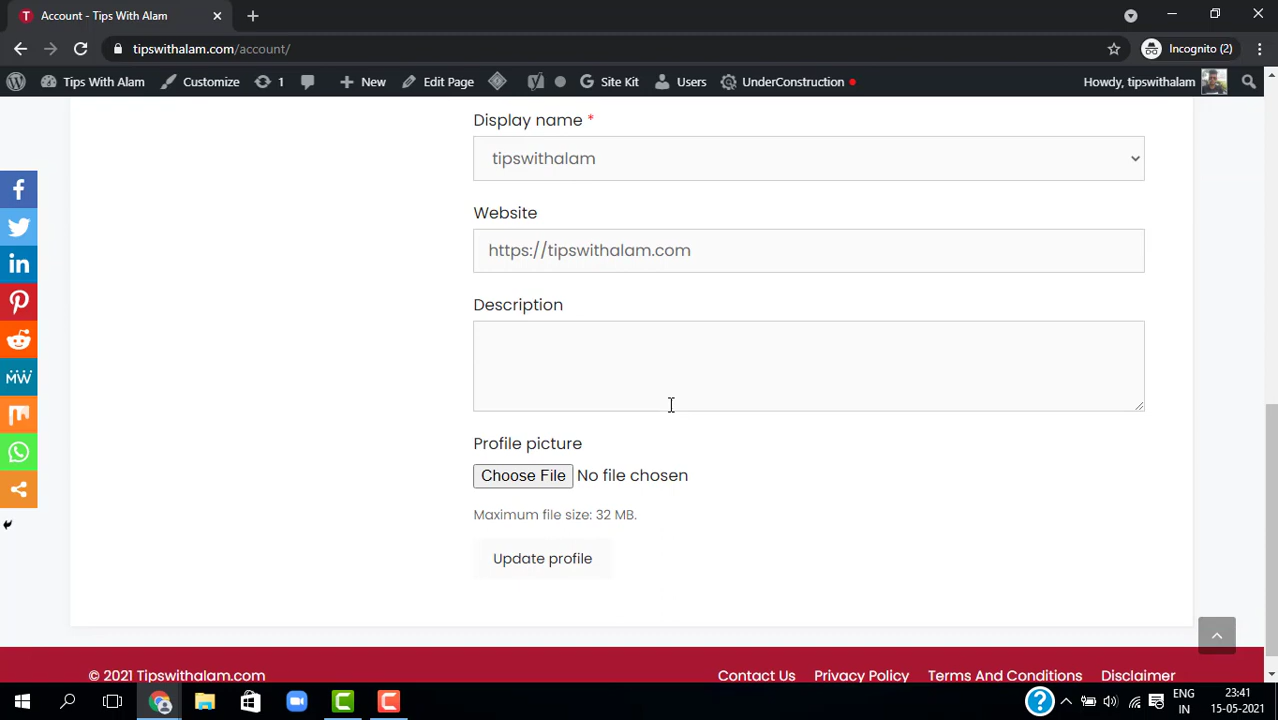 Account - Tips With Alam
tipswithalam.com/account/
Incognito (2)
Tips With Alam
Customize
1
New
Edit Page
Site Kit
Users
UnderConstruction
Howdy, tipswithalam
Display name *
tipswithalam
Website
https://tipswithalam.com
Description
Profile picture
Choose File No file chosen
Maximum file size: 32 MB.
Update profile
© 2021 Tipswithalam.com
Contact Us
Privacy Policy
Terms And Conditions
Disclaimer
ENG
IN
23:41
15-05-2021